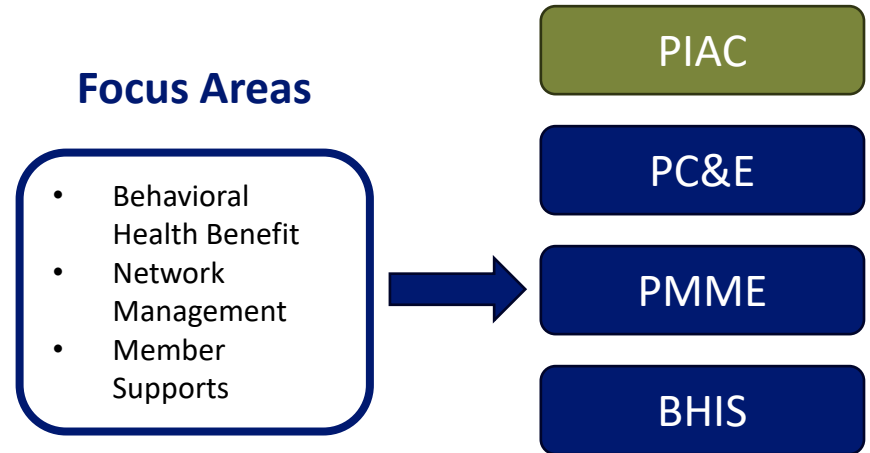 Focus Areas
• Behavioral
Health Benefit
• Network
Management
• Member
Supports
PIAC
PC&E
PMME
BHIS